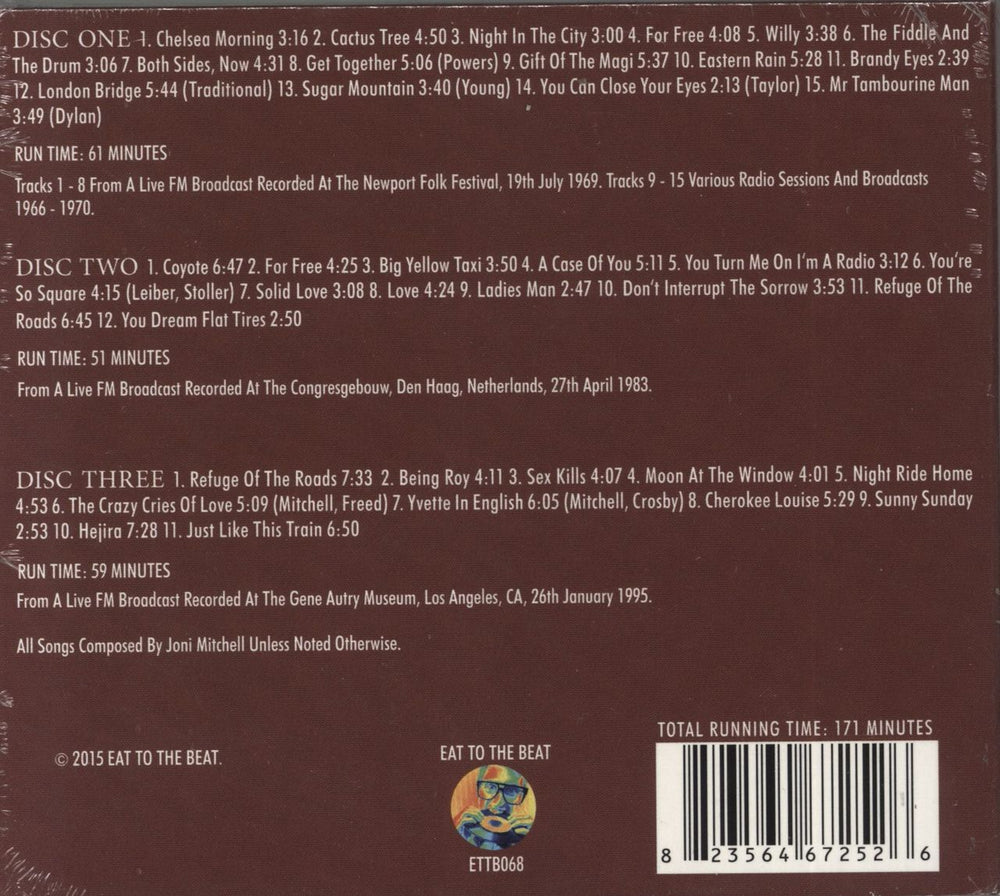 DISC ONE 1. Chelsea Morning 3:16 2. Cactus Tree 4:50 3. Night In The City 3:00 4. For Free 4:08 5. Willy 3:38 6. The Fiddle And
The Drum 3:06 7. Both Sides, Now 4:31 8. Get Together 5:06 (Powers) 9. Gift Of The Magi 5:37 10. Eastern Rain 5:28 11. Brandy Eyes 2:39
12. London Bridge 5:44 (Traditional) 13. Sugar Mountain 3:40 (Young) 14. You Can Close Your Eyes 2:13 (Taylor) 15. Mr Tambourine Man
3:49 (Dylan)
RUN TIME: 61 MINUTES
Tracks 1 - 8 From A Live FM Broadcast Recorded At The Newport Folk Festival, 19th July 1969. Tracks 9 - 15 Various Radio Sessions And Broadcasts
1966 - 1970.
DISC TWO 1. Coyote 6:47 2. For Free 4:25 3. Big Yellow Taxi 3:50 4. A Case Of You 5:11 5. You Turn Me On I'm A Radio 3:12 6. You're
So Square 4:15 (Leiber, Stoller) 7. Solid Love 3:08 8. Love 4:24 9. Ladies Man 2:47 10. Don't Interrupt The Sorrow 3:53 11. Refuge Of The
Roads 6:45 12. You Dream Flat Tires 2:50
RUN TIME: 51 MINUTES
From A Live FM Broadcast Recorded At The Congresgebouw, Den Haag, Netherlands, 27th April 1983.
DISC THREE 1. Refuge Of The Roads 7:33 2. Being Roy 4:11 3. Sex Kills 4:07 4. Moon At The Window 4:01 5. Night Ride Home
4:53 6. The Crazy Cries Of Love 5:09 (Mitchell, Freed) 7. Yvette In English 6:05 (Mitchell, Crosby) 8. Cherokee Louise 5:29 9. Sunny Sunday
2:53 10. Hejira 7:28 11. Just Like This Train 6:50
RUN TIME: 59 MINUTES
From A Live FM Broadcast Recorded At The Gene Autry Museum, Los Angeles, CA, 26th January 1995.
All Songs Composed By Joni Mitchell Unless Noted Otherwise.
TOTAL RUNNING TIME: 171 MINUTES
© 2015 EAT TO THE BEAT.
EAT TO THE BEAT
ETTB068
8 23564 67252 6